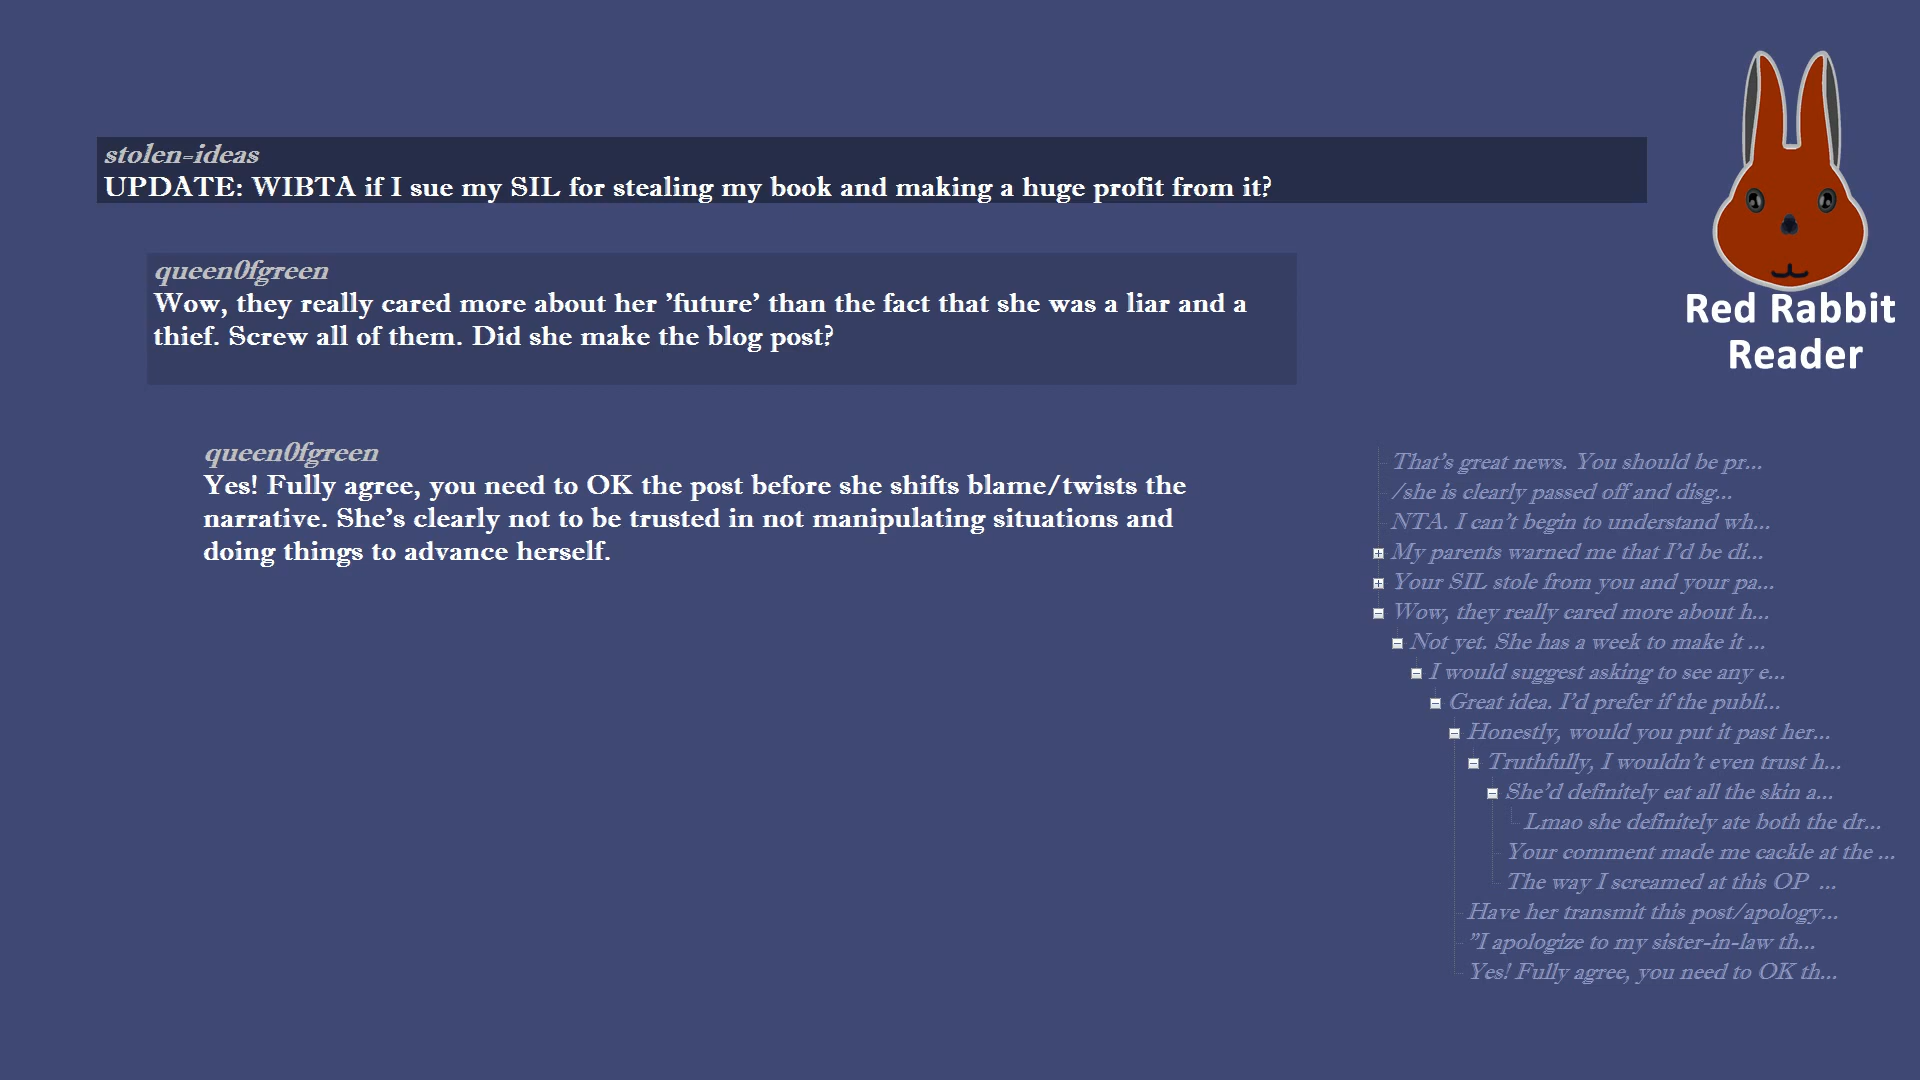 stolen-ideas
UPDATE: WIBTA if I sue my SIL for stealing my book and making a huge profit from it?
queen0fgreen
Wow, they really cared more about her 'future' than the fact that she was a liar and a
thief. Screw all of them. Did she make the blog post?
queen0fgreen
Yes! Fully agree, you need to OK the post before she shifts blame/twists the
narrative. She's clearly not to be trusted in not manipulating situations and
doing things to advance herself.
Red Rabbit
Reader
That's great news. You should be pr...
/she is clearly passed off and disg...
NTA. I can't begin to understand wh...
My parents warned me that I'd be di...
Your SIL stole from you and your pa...
Wow, they really cared more about h...
Not yet. She has a week to make it ...
I would suggest asking to see any e...
Great idea. I'd prefer if the publi...
Honestly, would you put it past her...
Truthfully, I wouldn't even trust h...
She'd definitely eat all the skin a...
Lmao she definitely ate both the dr...
Your comment made me cackle at the ...
The way I screamed at this OP ...
Have her transmit this post/apology...
"I apologize to my sister-in-law th...
Yes! Fully agree, you need to OK th...